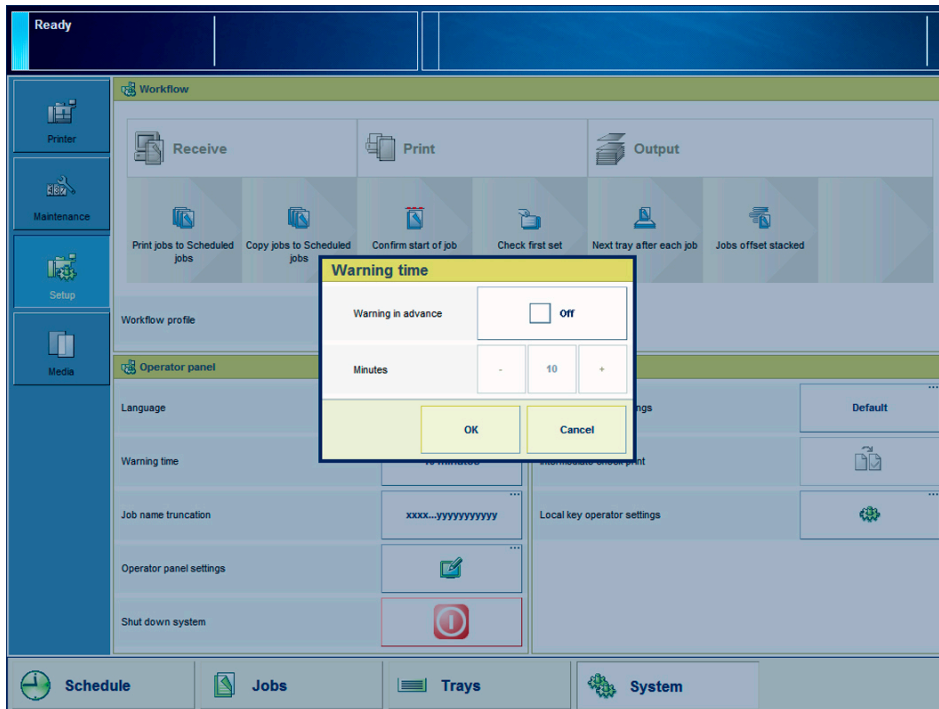 Ready
Workflow
Printer
Receive
Print
Output
Maintenance
Print jobs to Scheduled jobs
Copy jobs to Scheduled jobs
Confirm start of job
Check first set
Next tray after each job
Jobs offset stacked
Setup
Warning time
Warning in advance
Off
Workflow profile
Media
Operator panel
Minutes
-
10
+
Language
OK
Cancel
Default
Warning time
Job name truncation
xxxx...yyyyyyyyyyy
Local key operator settings
Operator panel settings
Shut down system
Schedule
Jobs
Trays
System